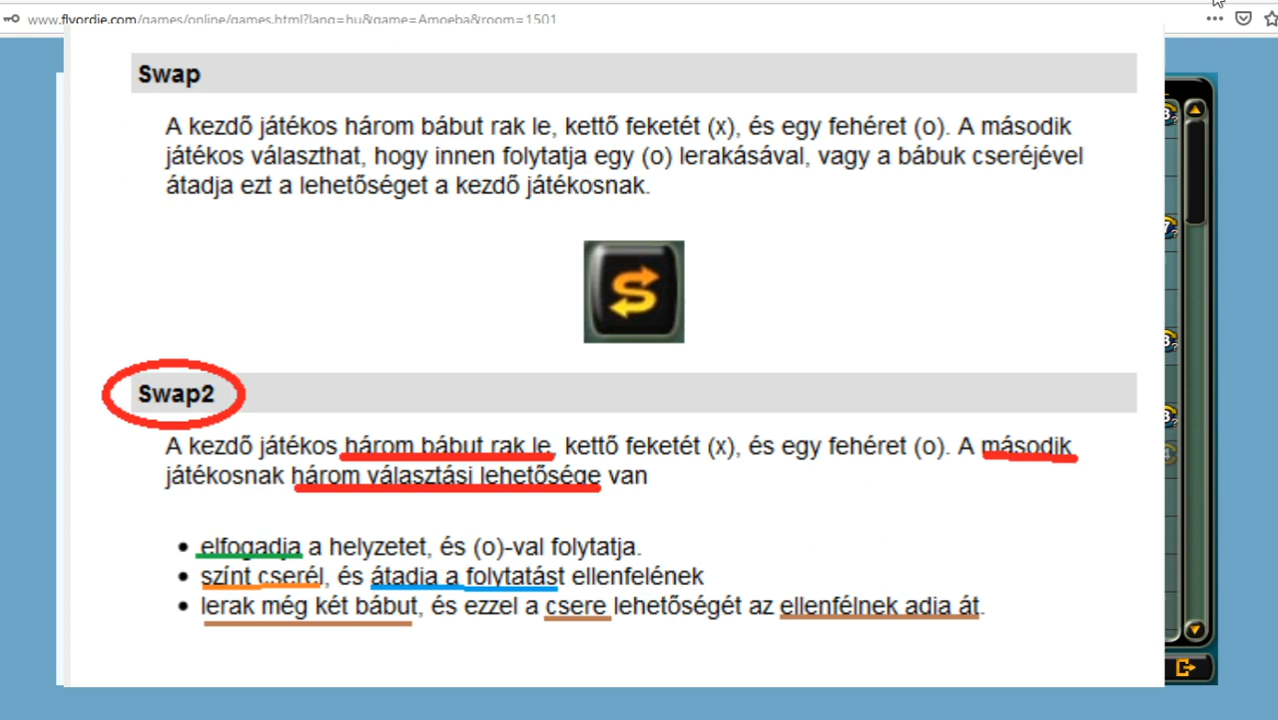 www.flyordie.com/games/online/games.html?lang=hu&game=Amoeba&room=1501
Swap
A kezdő játékos három bábut rak le, kettő feketét (x), és egy fehéret (o). A második
játékos választhat, hogy innen folytatja egy (o) lerakásával, vagy a bábuk cseréjével
átadja ezt a lehetőséget a kezdő játékosnak.
S
Swap2
A kezdő játékos három bábut rak le, kettő feketét (x), és egy fehéret (o). A második
játékosnak három választási lehetősége van
• elfogadja a helyzetet, és (o)-val folytatja.
• színt cserél, és átadja a folytatást ellenfelének
• lerak még két bábut, és ezzel a csere lehetőségét az ellenfélnek adja át.